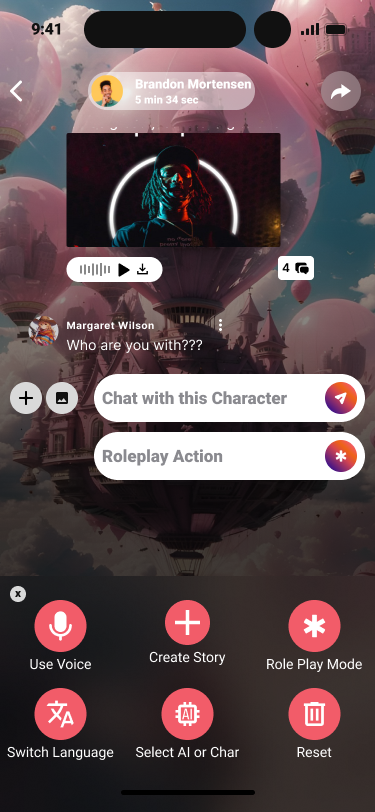 9:41
Brandon Mortensen
5 min 34 sec
4
Margaret Wilson
Who are you with???
Chat with this Character
Roleplay Action
x
Use Voice
Create Story
Role Play Mode
AI
Switch Language
Select AI or Char
Reset